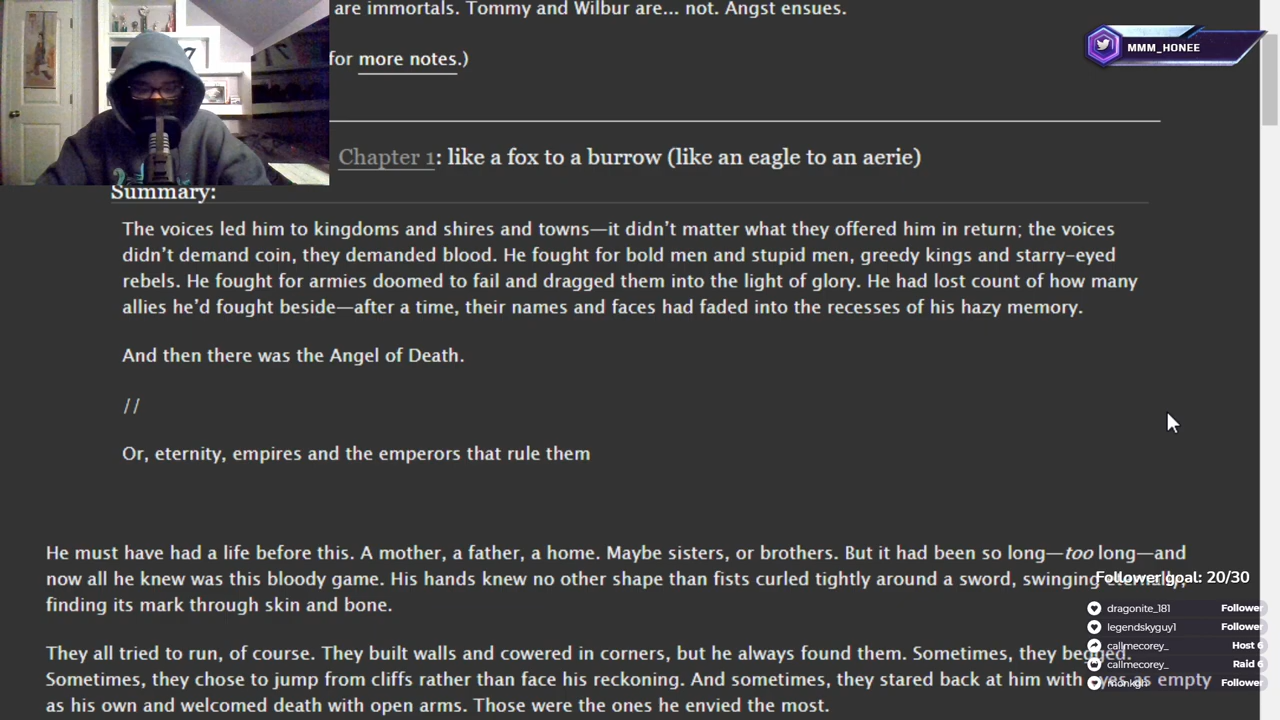 are immortals. Tommy and Wilbur are... not. Angst ensues.
MMM_HONEE
for more notes.)
Chapter 1: like a fox to a burrow (like an eagle to an aerie)
Summary:
The voices led him to kingdoms and shires and towns—it didn't matter what they offered him in return; the voices
didn't demand coin, they demanded blood. He fought for bold men and stupid men, greedy kings and starry-eyed
rebels. He fought for armies doomed to fail and dragged them into the light of glory. He had lost count of how many
allies he'd fought beside—after a time, their names and faces had faded into the recesses of his hazy memory.
And then there was the Angel of Death.
//
Or, eternity, empires and the emperors that rule them
He must have had a life before this. A mother, a father, a home. Maybe sisters, or brothers. But it had been so long—too long—and
now all he knew was this bloody game. His hands knew no other shape than fists curled tightly around a sword, swinging eternally,
finding its mark through skin and bone.
Follower goal: 20/30
dragonite_181 Follower
legendskyguy1 Follower
callmecorey_ Host 6
callmecorey_ Raid 6
Follower
They all tried to run, of course. They built walls and cowered in corners, but he always found them. Sometimes, they begged.
Sometimes, they chose to jump from cliffs rather than face his reckoning. And sometimes, they stared back at him with eyes as empty
as his own and welcomed death with open arms. Those were the ones he envied the most.